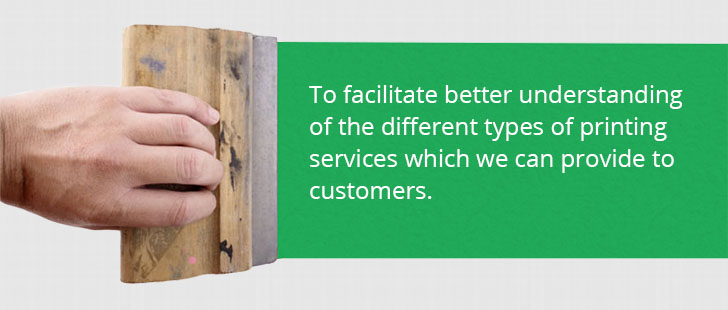 To facilitate better understanding
of the different types of printing
services which we can provide to
customers.